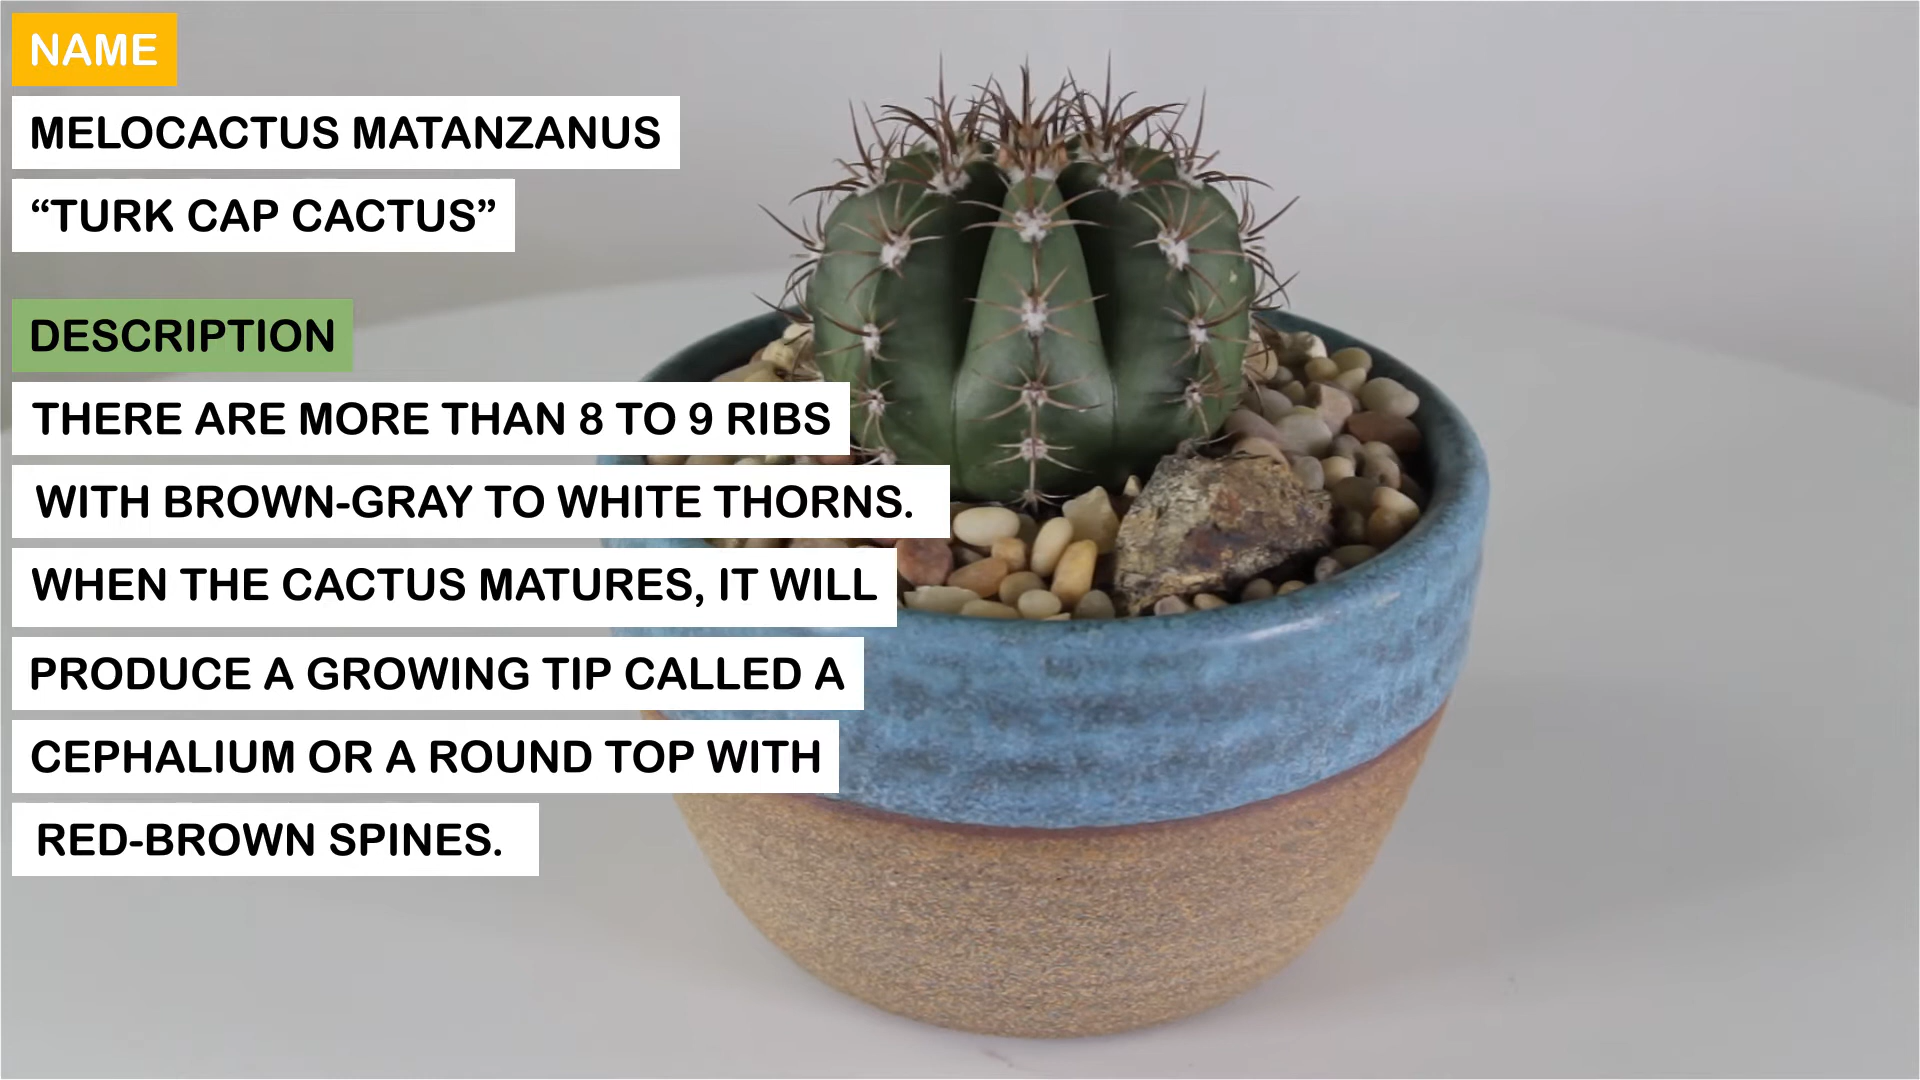 NAME
MELOCACTUS MATANZANUS
“TURK CAP CACTUS”
DESCRIPTION
THERE ARE MORE THAN 8 TO 9 RIBS
WITH BROWN-GRAY TO WHITE THORNS.
WHEN THE CACTUS MATURES, IT WILL
PRODUCE A GROWING TIP CALLED A
CEPHALIUM OR A ROUND TOP WITH
RED-BROWN SPINES.